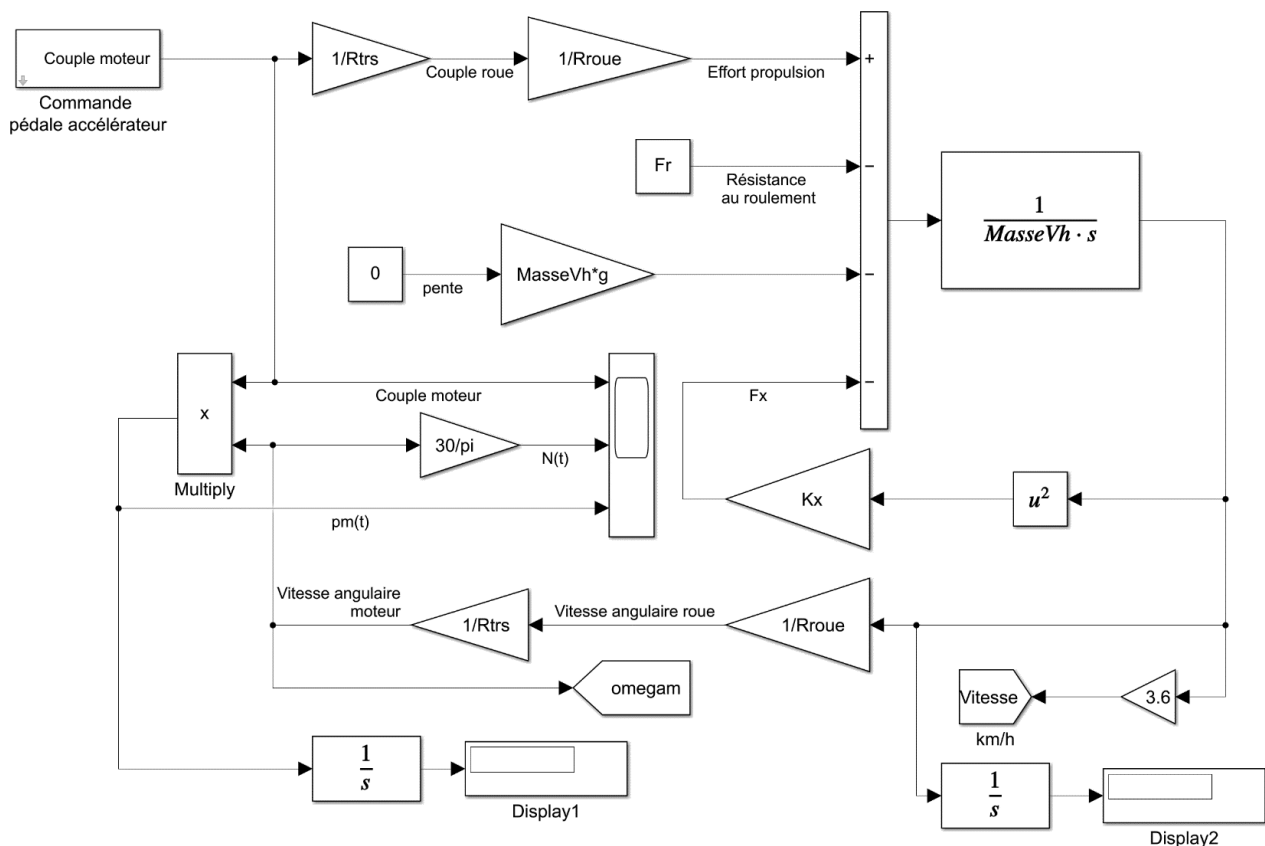 Couple moteur
Commande
pédale accélérateur
1/Rtrs
Couple roue
1/Rroue
Effort propulsion
+
Fr
Résistance
au roulement
−
0
pente
MasseVh*g
−
1
MasseVh · s
x
Multiply
Couple moteur
30/pi
N(t)
pm(t)
Fx
−
Kx
u²
Vitesse angulaire
moteur
1/Rtrs
Vitesse angulaire roue
1/Rroue
omegam
Vitesse
km/h
3.6
1
s
Display1
1
s
Display2